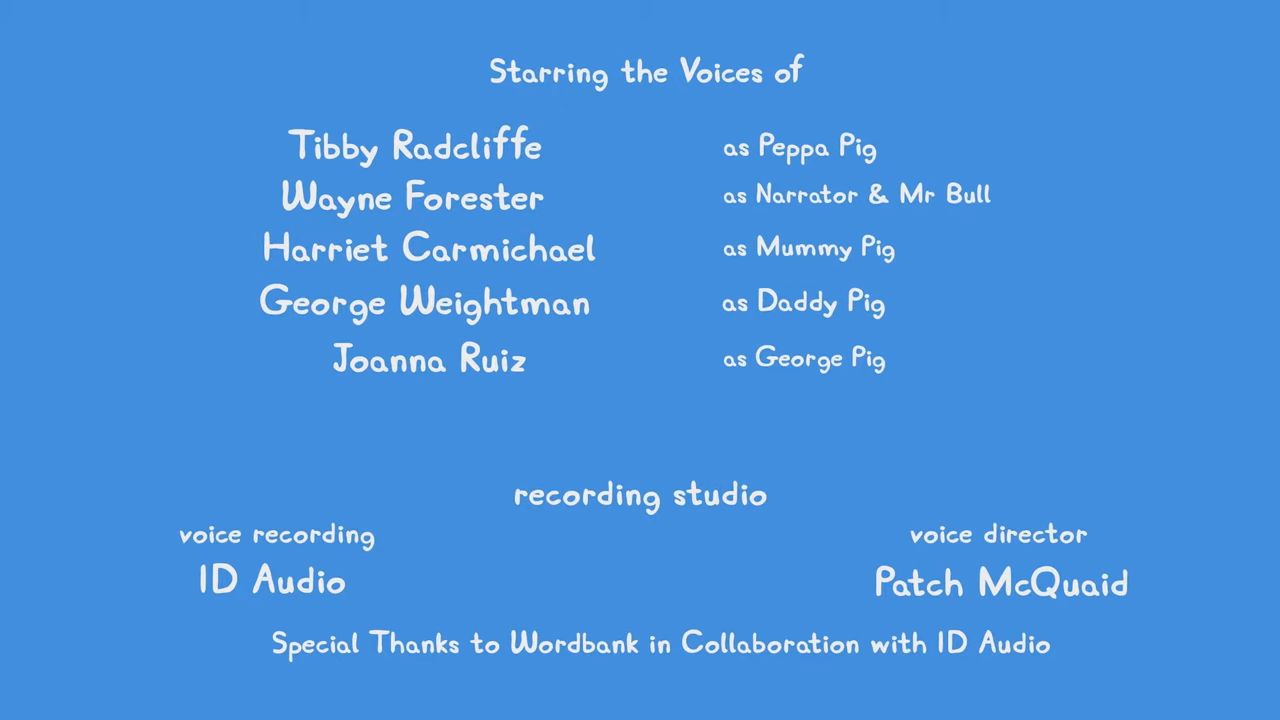 Starring the Voices of
Tibby Radcliffe as Peppa Pig
Wayne Forester as Narrator & Mr Bull
Harriet Carmichael as Mummy Pig
George Weightman as Daddy Pig
Joanna Ruiz as George Pig
recording studio
voice recording voice director
ID Audio Patch McQuaid
Special Thanks to Wordbank in Collaboration with ID Audio